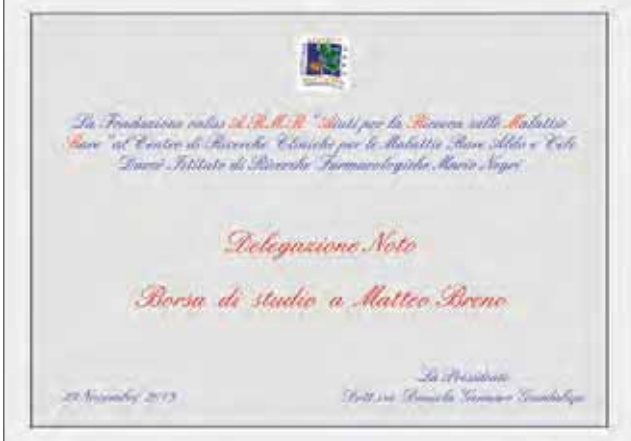 La Fondazione onlus A.R.M.R. "Aiuti per la Ricerca sulle Malattie
Rare" al Centro di Ricerche Cliniche per le Malattie Rare Aldo e Cele
Daccò Istituto di Ricerche Farmacologiche Mario Negri
Delegazione Noto
Borsa di studio a Matteo Breno
La Presidente
Dott.ssa Daniela Gennaro Guadalupi